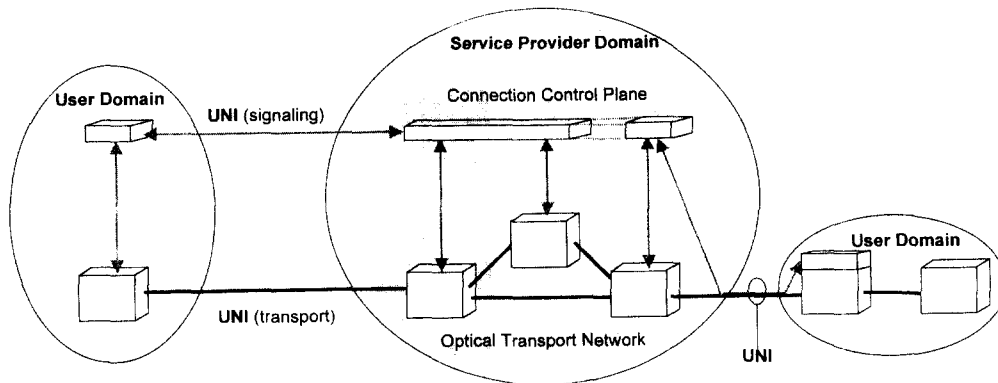 Service Provider Domain
User Domain
UNI (signaling)
Connection Control Plane
User Domain
UNI (transport)
Optical Transport Network
UNI